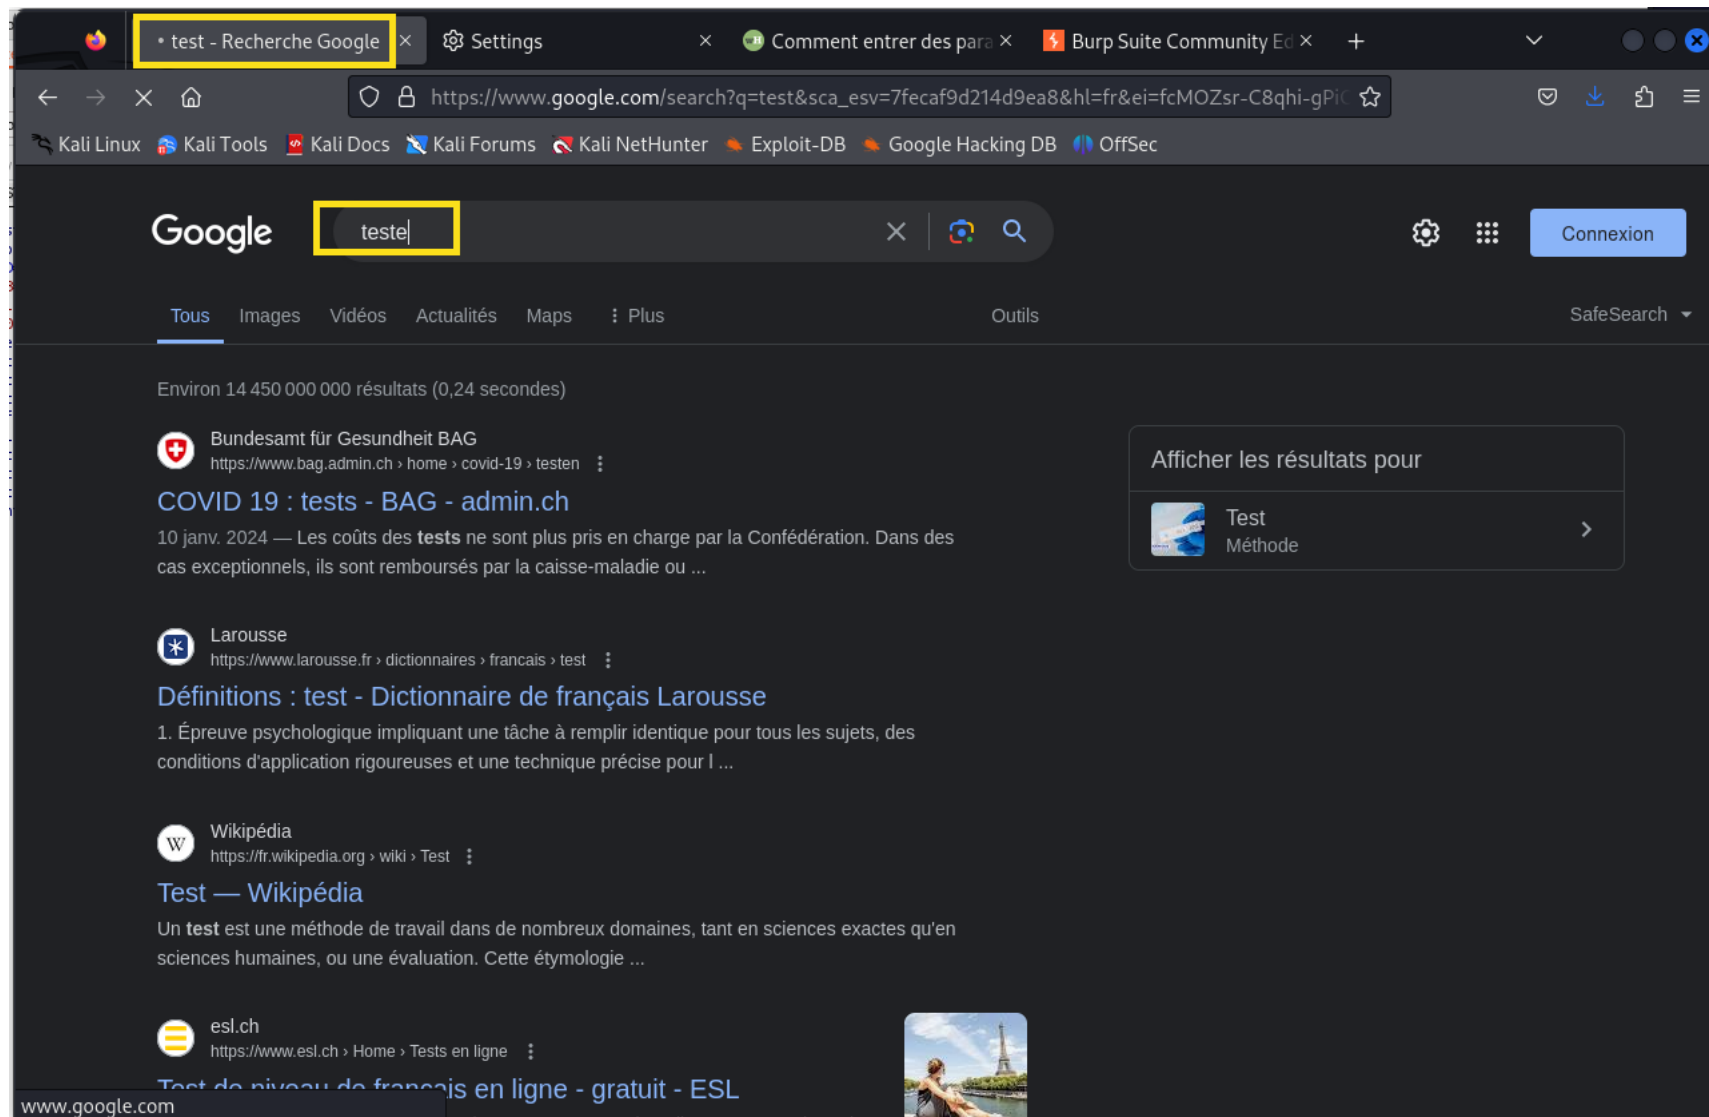 • test - Recherche Google × Settings × Comment entrer des para × Burp Suite Community Ed × +
https://www.google.com/search?q=test&sca_esv=7fecaf9d214d9ea8&hl=fr&ei=fcMOZsr-C8qhi-gPi
Kali Linux Kali Tools Kali Docs Kali Forums Kali NetHunter Exploit-DB Google Hacking DB OffSec
Google teste Connexion
Tous Images Vidéos Actualités Maps Plus Outils SafeSearch
Environ 14 450 000 000 résultats (0,24 secondes)
Bundesamt für Gesundheit BAG
https://www.bag.admin.ch › home › covid-19 › testen
COVID 19 : tests - BAG - admin.ch
10 janv. 2024 — Les coûts des tests ne sont plus pris en charge par la Confédération. Dans des
cas exceptionnels, ils sont remboursés par la caisse-maladie ou ...
Afficher les résultats pour
Test
Méthode
Larousse
https://www.larousse.fr › dictionnaires › francais › test
Définitions : test - Dictionnaire de français Larousse
1. Épreuve psychologique impliquant une tâche à remplir identique pour tous les sujets, des
conditions d'application rigoureuses et une technique précise pour l ...
W Wikipédia
https://fr.wikipedia.org › wiki › Test
Test — Wikipédia
Un test est une méthode de travail dans de nombreux domaines, tant en sciences exactes qu'en
sciences humaines, ou une évaluation. Cette étymologie ...
esl.ch
https://www.esl.ch › Home › Tests en ligne
Test de niveau de français en ligne - gratuit - ESL
www.google.com